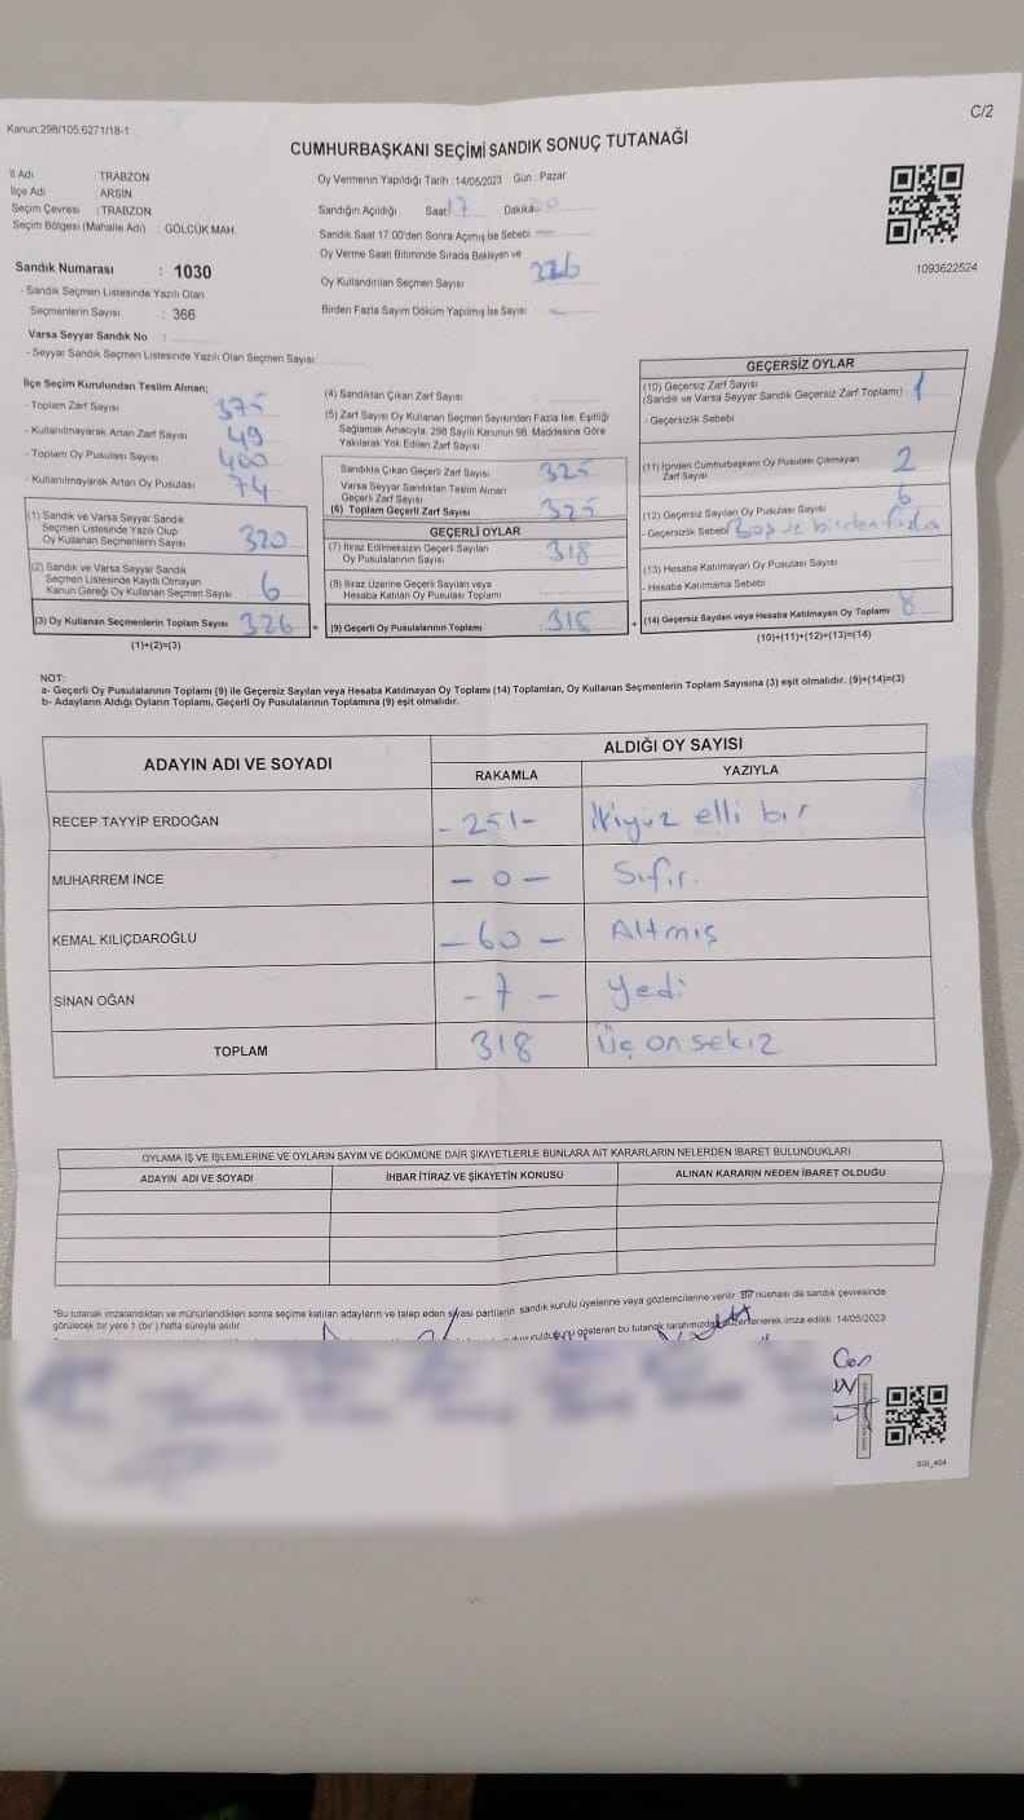 C/2
Kanun:298/105,6271/18-1
CUMHURBAŞKANI SEÇİMİ SANDIK SONUÇ TUTANAĞI
İl Adı : TRABZON
İlçe Adı : ARSİN
Seçim Çevresi : TRABZON
Seçim Bölgesi (Mahalle Adı) : GÖLCÜK MAH.
Oy Vermenin Yapıldığı Tarih :14/05/2023 Gün : Pazar
Sandığın Açıldığı Saat 17 Dakika 00
Sandık Saat 17:00'den Sonra Açılmış İse Sebebi
Oy Verme Saati Bitiminde Sırada Bekleyen ve
Oy Kullandırılan Seçmen Sayısı
Birden Fazla Sayım Döküm Yapılmış İse Sayısı
1093622524
Sandık Numarası : 1030
- Sandık Seçmen Listesinde Yazılı Olan
Seçmenlerin Sayısı : 366
Varsa Seyyar Sandık No :
- Seyyar Sandık Seçmen Listesinde Yazılı Olan Seçmen Sayısı:
İlçe Seçim Kurulundan Teslim Alınan;
- Toplam Zarf Sayısı 375
- Kullanılmayarak Artan Zarf Sayısı 49
- Toplam Oy Pusulası Sayısı 400
- Kullanılmayarak Artan Oy Pusulası 74
(1) Sandık ve Varsa Seyyar Sandık
Seçmen Listesinde Yazılı Olup
Oy Kullanan Seçmenlerin Sayısı 320
(2) Sandık ve Varsa Seyyar Sandık
Seçmen Listesinde Kayıtlı Olmayan
Kanun Gereği Oy Kullanan Seçmen Sayısı 6
(3) Oy Kullanan Seçmenlerin Toplam Sayısı 326
(1)+(2)=(3)
(4) Sandıktan Çıkan Zarf Sayısı
(5) Zarf Sayısı Oy Kullanan Seçmen Sayısından Fazla İse, Eşitliği
Sağlamak Amacıyla, 298 Sayılı Kanunun 98. Maddesine Göre
Yakılarak Yok Edilen Zarf Sayısı
Sandıkta Çıkan Geçerli Zarf Sayısı 325
Varsa Seyyar Sandıktan Teslim Alınan
Geçerli Zarf Sayısı
(6) Toplam Geçerli Zarf Sayısı 325
GEÇERLİ OYLAR
(7) İtiraz Edilmeksizin Geçerli Sayılan
Oy Pusulalarının Sayısı 318
(8) İtiraz Üzerine Geçerli Sayılan veya
Hesaba Katılan Oy Pusulası Toplamı
(9) Geçerli Oy Pusulalarının Toplamı
GEÇERSİZ OYLAR
(10) Geçersiz Zarf Sayısı
(Sandık ve Varsa Seyyar Sandık Geçersiz Zarf Toplamı) 1
- Geçersizlik Sebebi
(11) İçinden Cumhurbaşkanı Oy Pusulası Çıkmayan
Zarf Sayısı 2
(12) Geçersiz Sayılan Oy Pusulası Sayısı 6
- Geçersizlik Sebebi Boş ve birden fazla
(13) Hesaba Katılmayan Oy Pusulası Sayısı
- Hesaba Katılmama Sebebi
(14) Geçersiz Sayılan veya Hesaba Katılmayan Oy Toplamı 8
(10)+(11)+(12)+(13)=(14)
NOT:
a- Geçerli Oy Pusulalarının Toplamı (9) ile Geçersiz Sayılan veya Hesaba Katılmayan Oy Toplamı (14) Toplamları, Oy Kullanan Seçmenlerin Toplam Sayısına (3) eşit olmalıdır. (9)+(14)=(3)
b- Adayların Aldığı Oyların Toplamı, Geçerli Oy Pusulalarının Toplamına (9) eşit olmalıdır.
ADAYIN ADI VE SOYADI
ALDIĞI OY SAYISI
RAKAMLA YAZIYLA
RECEP TAYYİP ERDOĞAN - 251 - ikiyüz elli bir
MUHARREM İNCE - 0 - Sıfır.
KEMAL KILIÇDAROĞLU - 60 - Altmış
SİNAN OĞAN - 7 - yedi
TOPLAM 318 Üç on sekiz
OYLAMA İŞ VE İŞLEMLERİNE VE OYLARIN SAYIM VE DÖKÜMÜNE DAİR ŞİKAYETLERLE BUNLARA AİT KARARLARIN NELERDEN İBARET BULUNDUKLARI
ADAYIN ADI VE SOYADI İHBAR İTİRAZ VE ŞİKAYETİN KONUSU ALINAN KARARIN NEDEN İBARET OLDUĞU
*Bu tutanak imzalandıktan ve mühürlendikten sonra seçime katılan adayların ve talep eden siyasi partilerin sandık kurulu üyelerine veya gözlemcilerine verilir. Bir nüshası da sandık çevresinde
görülecek bir yere 1 (bir) hafta süreyle asılır.
gösteren bu tutanak tarafımızdan düzenlenerek imza edildi. 14/05/2023